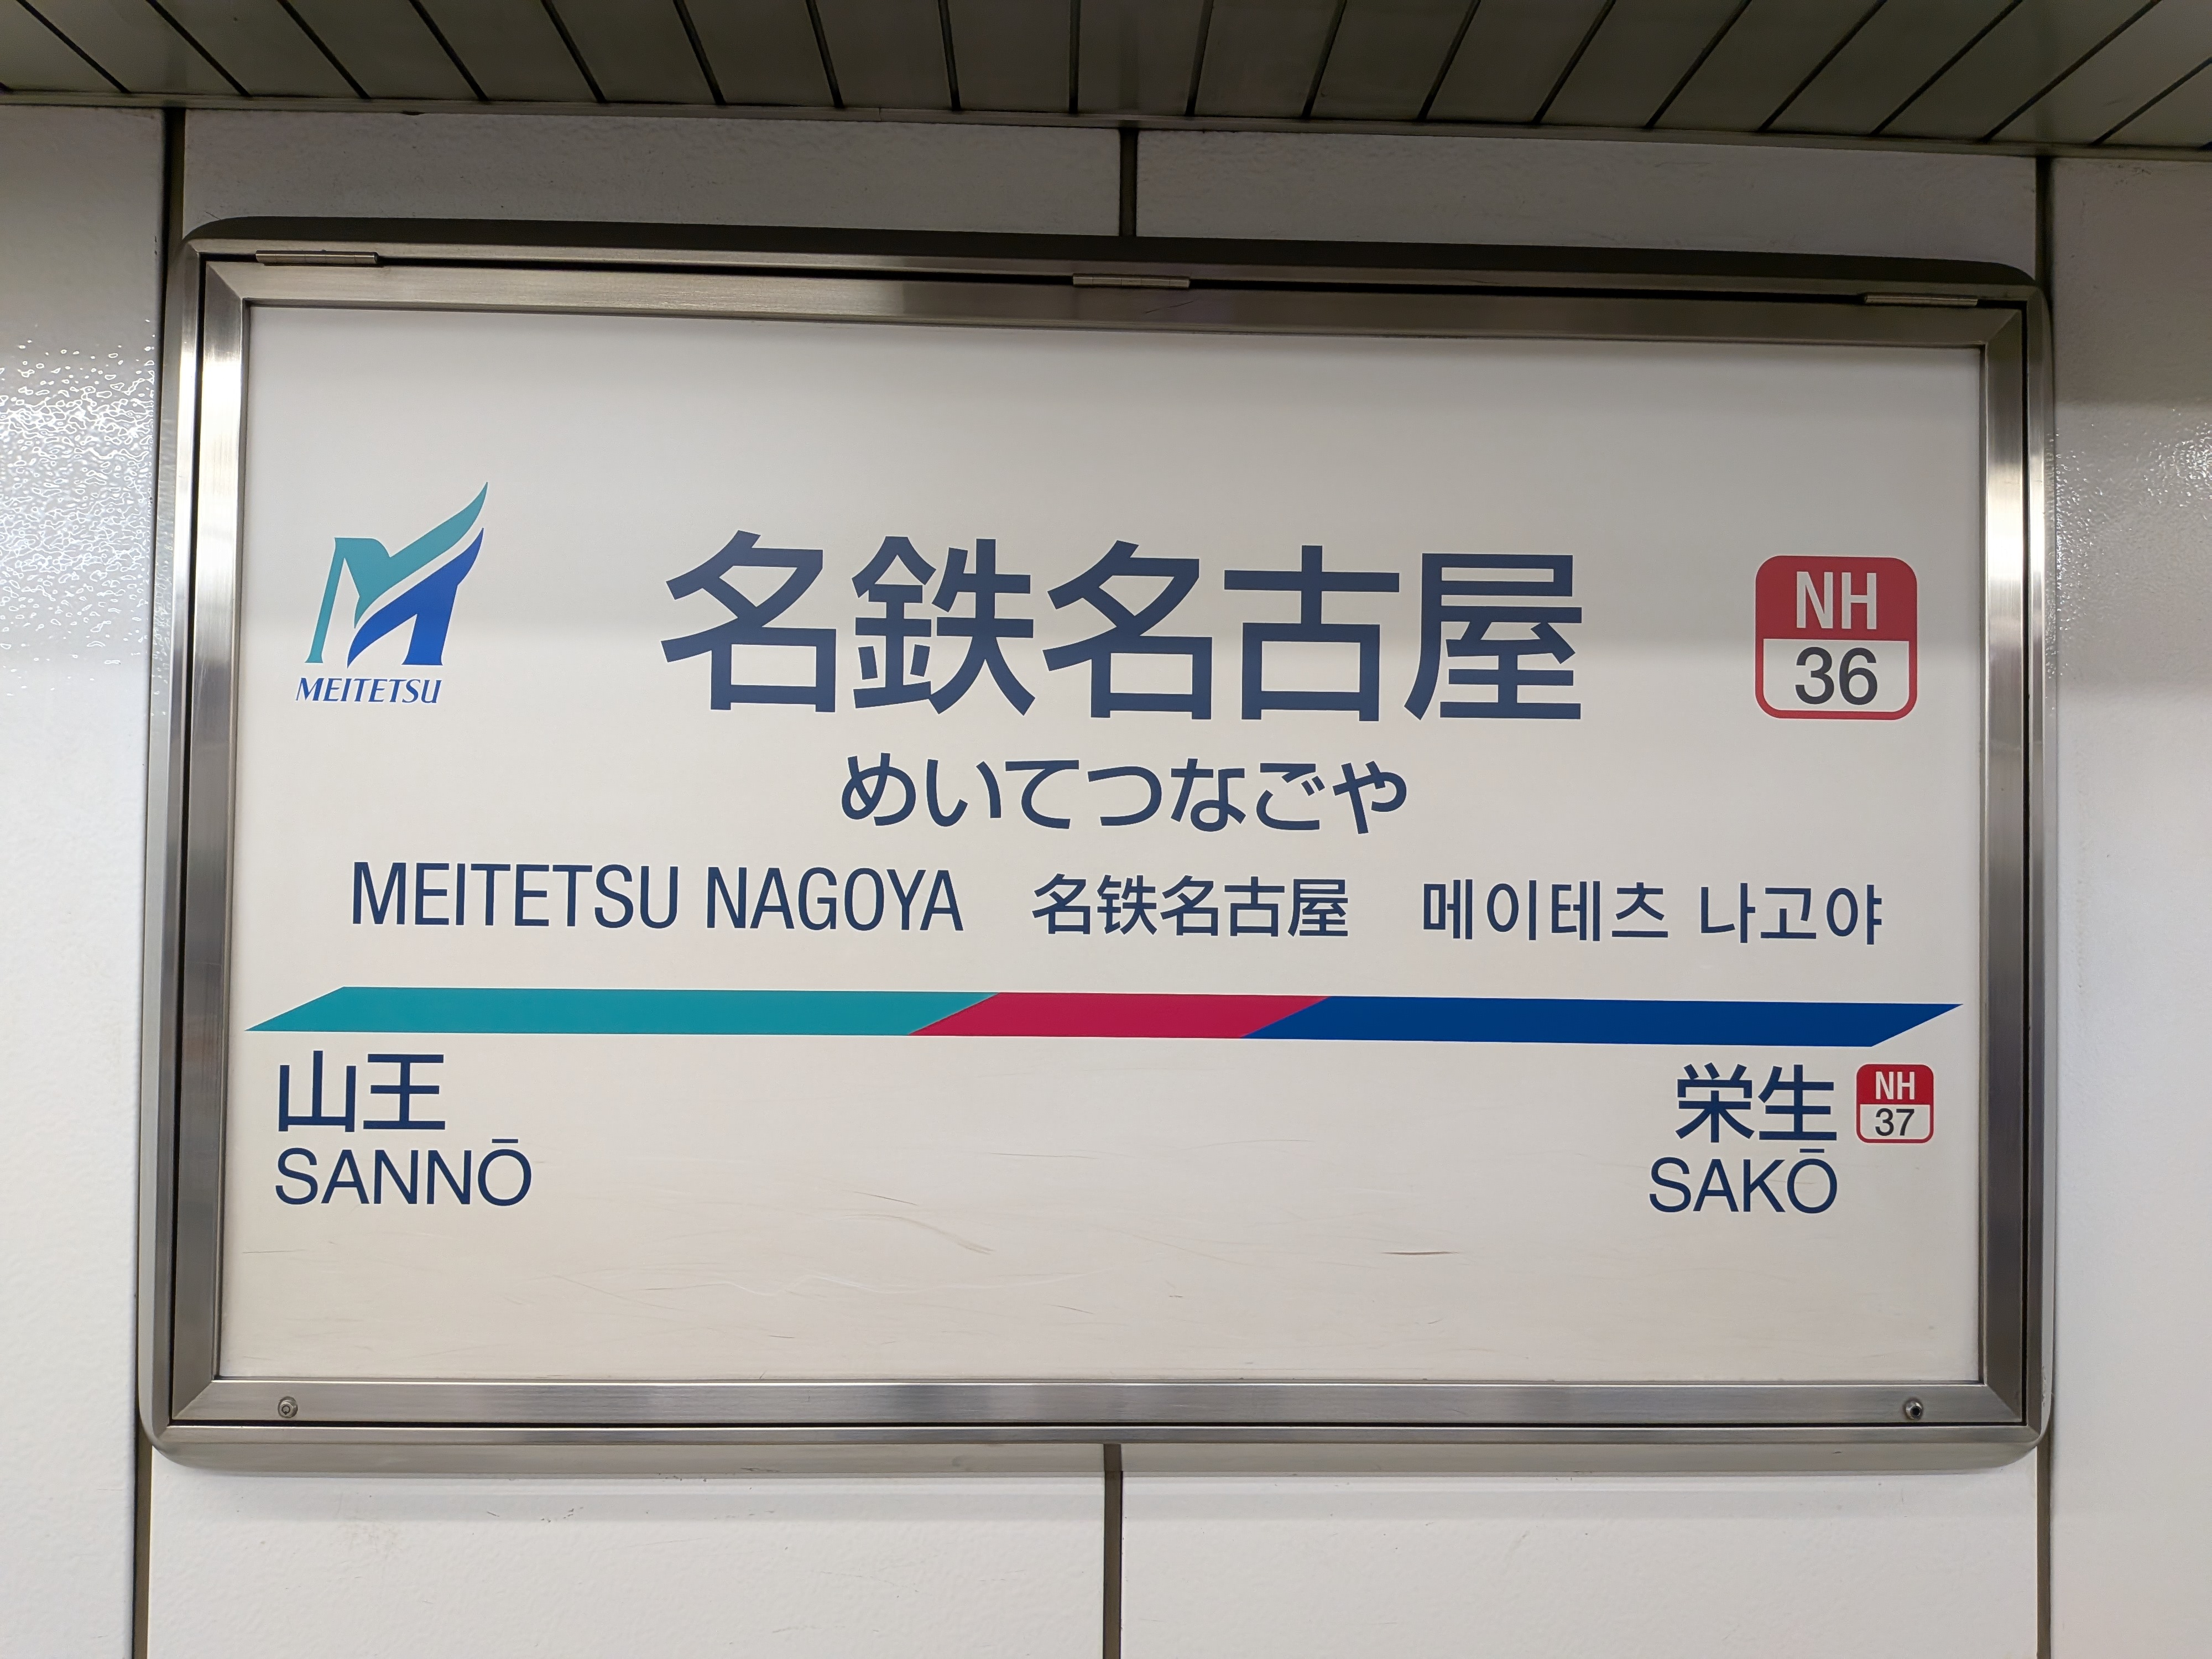 MEITETSU
名鉄名古屋
NH
36
めいてつなごや
MEITETSU NAGOYA 名铁名古屋 메이테츠 나고야
山王
SANNŌ
栄生
NH
37
SAKŌ